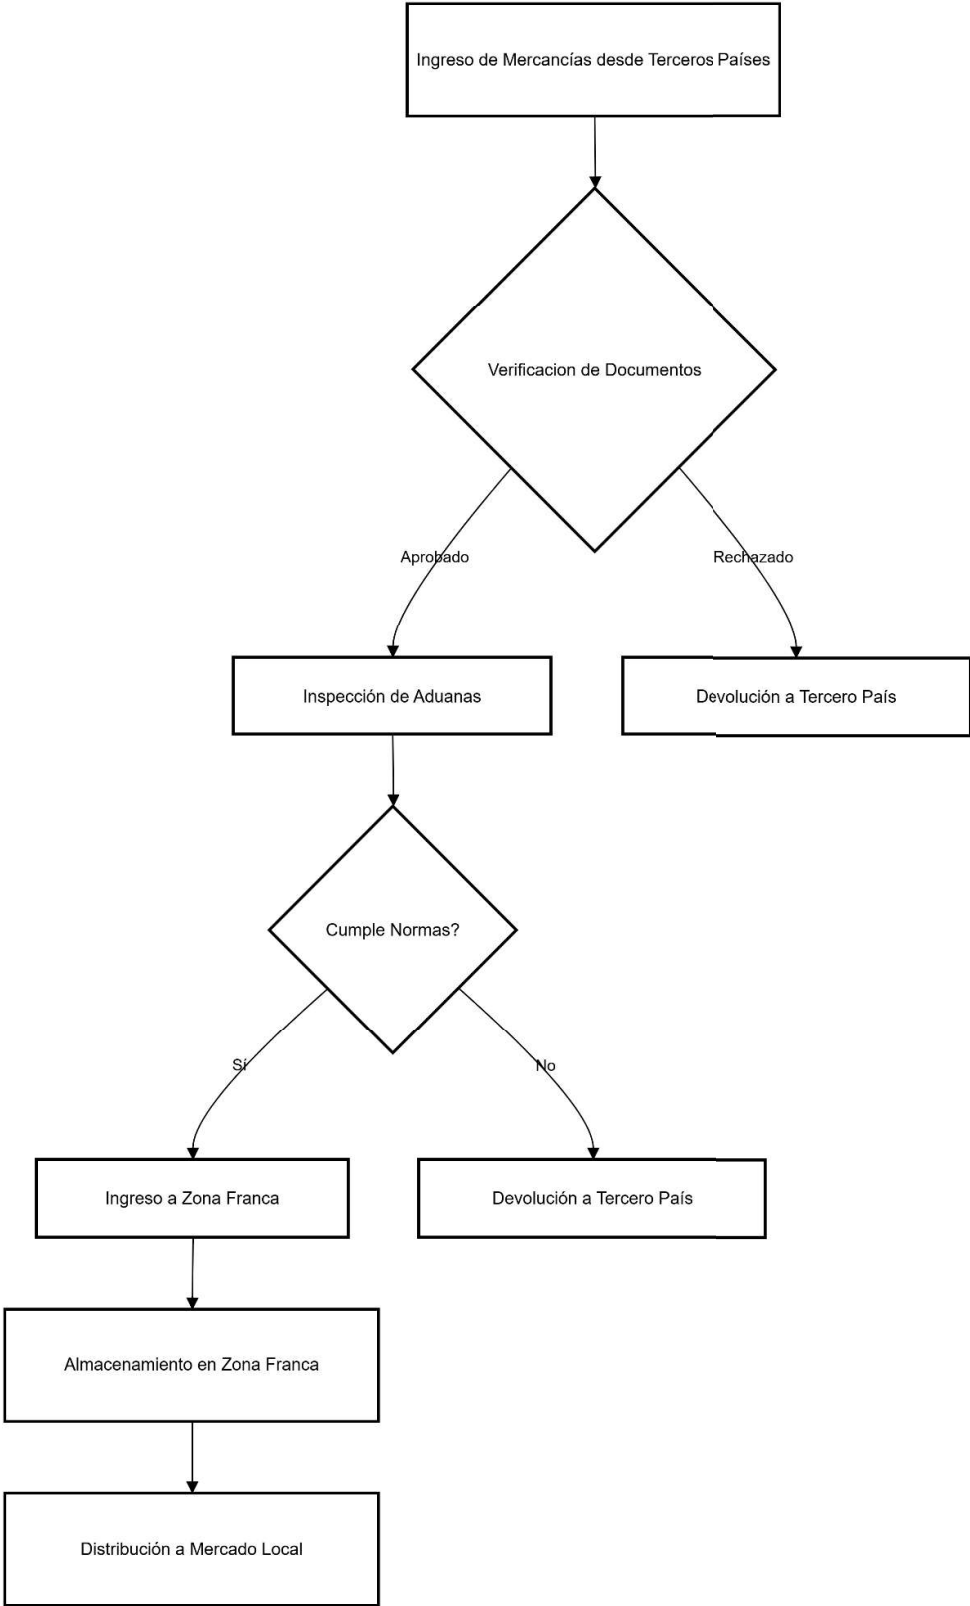 Ingreso de Mercancías desde Terceros Países
Verificacion de Documentos
Aprobado
Rechazado
Inspección de Aduanas
Devolución a Tercero País
Cumple Normas?
Sí
No
Ingreso a Zona Franca
Devolución a Tercero País
Almacenamiento en Zona Franca
Distribución a Mercado Local